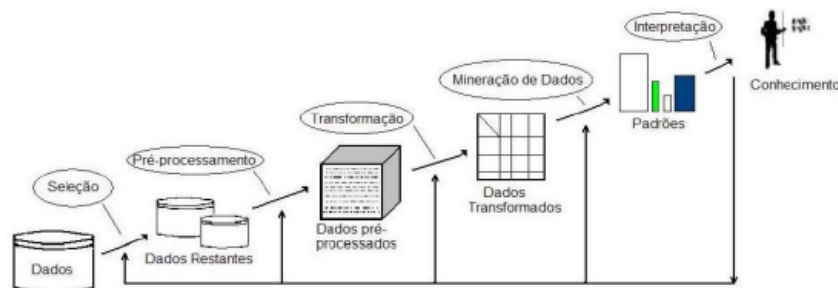 Interpretação
Conhecimento
Mineração de Dados
Padrões
Transformação
Dados
Transformados
Pré-processamento
Dados pré-
processados
Seleção
Dados Restantes
Dados